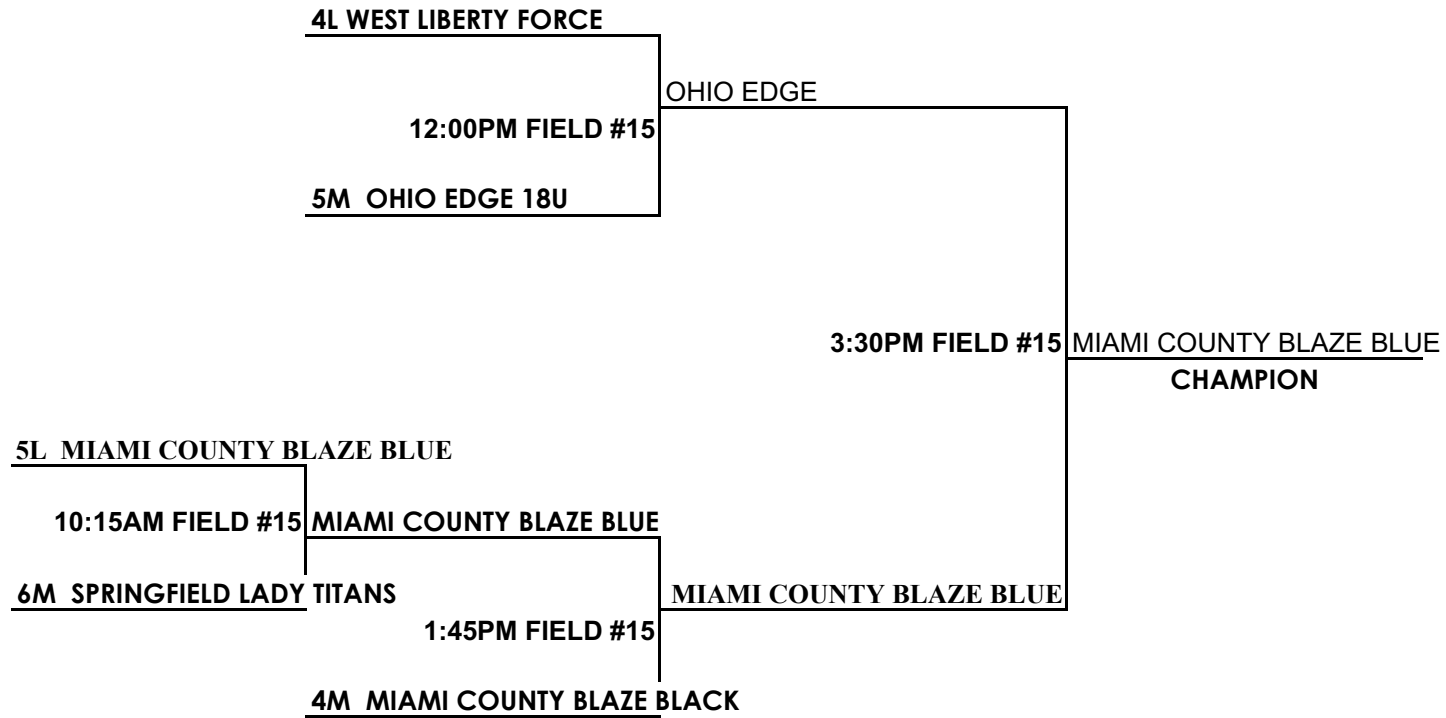 4L WEST LIBERTY FORCE
OHIO EDGE
12:00PM FIELD #15
5M OHIO EDGE 18U
3:30PM FIELD #15 MIAMI COUNTY BLAZE BLUE
CHAMPION
5L MIAMI COUNTY BLAZE BLUE
10:15AM FIELD #15 MIAMI COUNTY BLAZE BLUE
6M SPRINGFIELD LADY TITANS
MIAMI COUNTY BLAZE BLUE
1:45PM FIELD #15
4M MIAMI COUNTY BLAZE BLACK